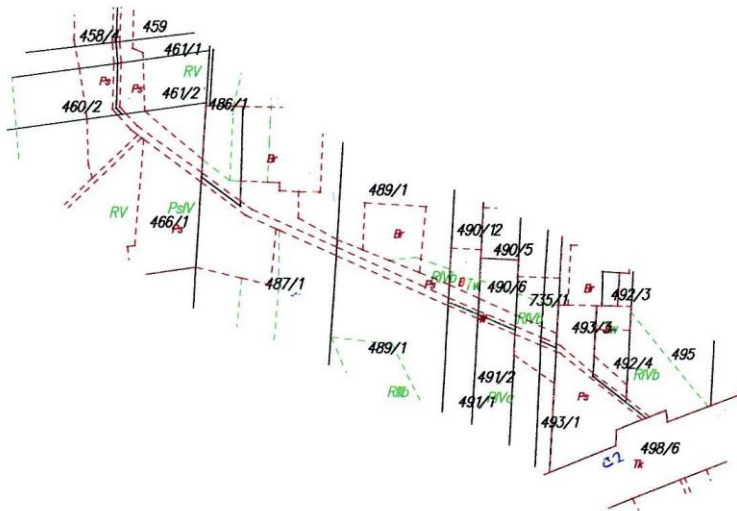 459
458/4
461/1
RV
Ps
Ps
461/2
460/2
486/1
Br
489/1
RV
PsIV
466/1
Ps
Br
490/12
490/5
487/1
RIVb
B
Ps
490/6
735/1
Br
492/3
RIVb
493/3
489/1
492/4
495
RIVb
RIIIb
491/2
491/1
RIVa
Ps
493/1
498/6
C2
Tk